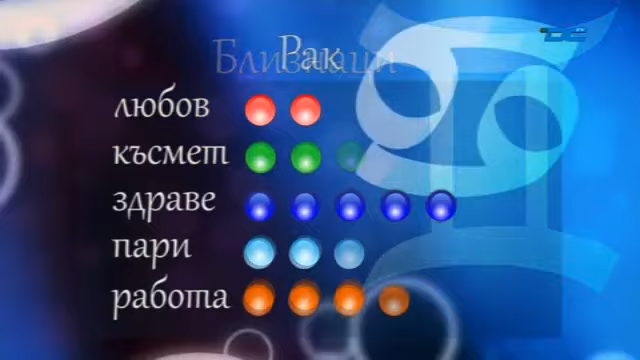 Близнаци
Рак
любов
късмет
здраве
пари
работа